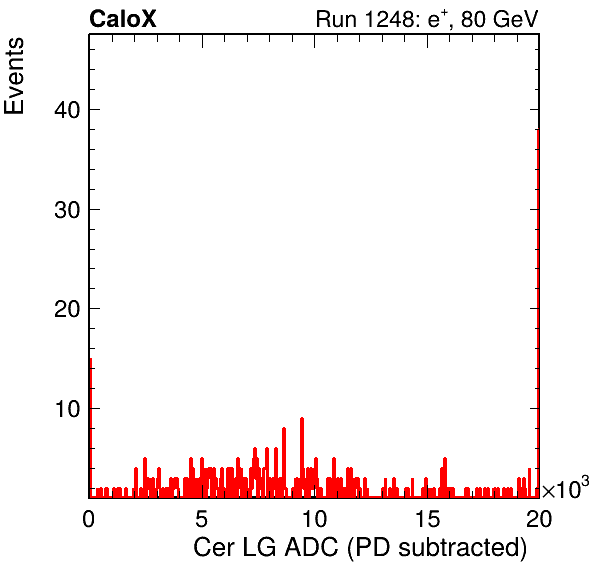 CaloX Run 1248: e⁺, 80 GeV
Events
40
30
20
10
0 5 10 15 20
×10³
Cer LG ADC (PD subtracted)